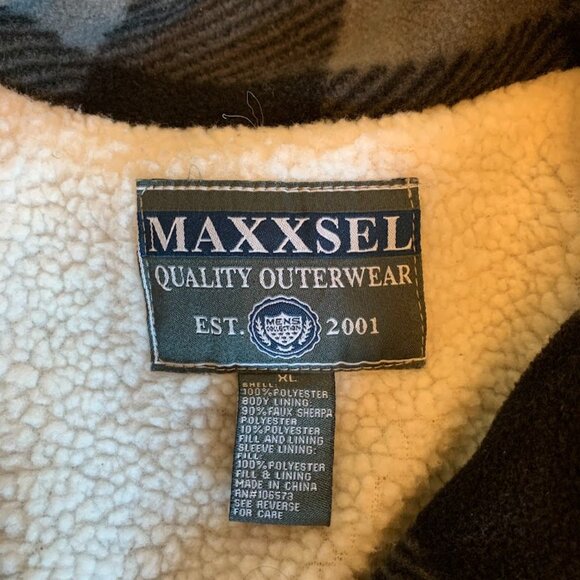 MAXXSEL
QUALITY OUTERWEAR
EST. 2001
MENS
COLLECTION
XL
SHELL:
100% POLYESTER
BODY LINING:
90% FAUX SHERPA
POLYESTER
10% POLYESTER
FILL AND LINING
SLEEVE LINING:
FILL:
100% POLYESTER
FILL & LINING
MADE IN CHINA
RN#106573
SEE REVERSE
FOR CARE